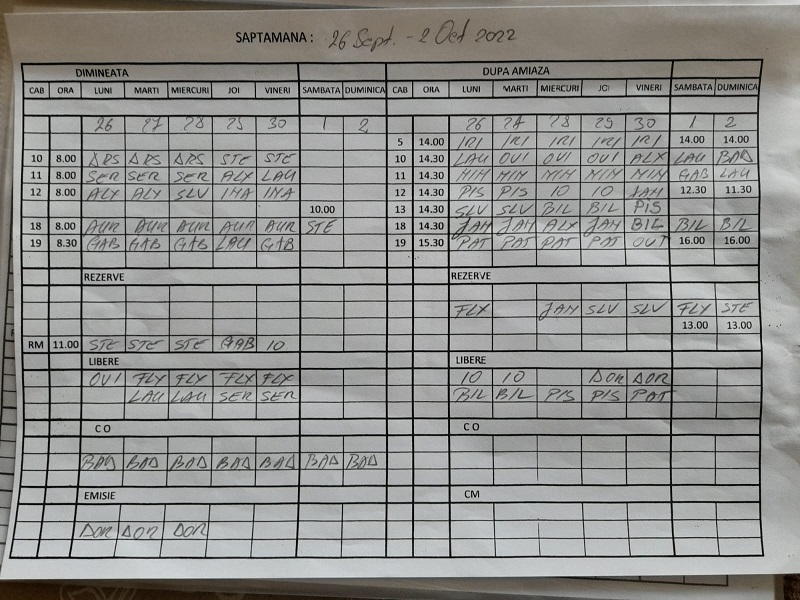 SAPTAMANA : 26 Sept. - 2 Oct 2022
DIMINEATA DUPA AMIAZA
CAB ORA LUNI MARTI MIERCURI JOI VINERI SAMBATA DUMINICA CAB ORA LUNI MARTI MIERCURI JOI VINERI SAMBATA DUMINICA
26 27 28 29 30 1 2 26 27 28 29 30 1 2
5 14.00 IRI IRI IRI IRI IRI 14.00 14.00
10 8.00 ARS ARS ARS STE STE 10 14.30 LAU OVI OVI OVI ALX LAU BAD
11 8.00 SER SER SER ALX LAU 11 14.30 MIH MIH MIH MIH MIH GAB LAU
12 8.00 ALX ALX SLV INA INA 12 14.30 PIS PIS IO IO JAH 12.30 11.30
10.00 13 14.30 SLV SLV BIL BIL PIS
18 8.00 AUR AUR AUR AUR AUR STE 18 14.30 JAH JAH ALX JAH BIL BIL BIL
19 8.30 GAB GAB GAB LAU GAB 19 15.30 PAT PAT PAT PAT OVI 16.00 16.00
REZERVE REZERVE
FLX JAH SLV SLV FLX STE
13.00 13.00
RM 11.00 STE STE STE GAB IO
LIBERE LIBERE
OVI FLX FLX FLX FLX IO IO DOR DOR
LAU LAU SER SER BIL BIL PIS PIS PAT
C O C O
BAD BAD BAD BAD BAD BAD BAD
EMISIE CM
DOR DOR DOR